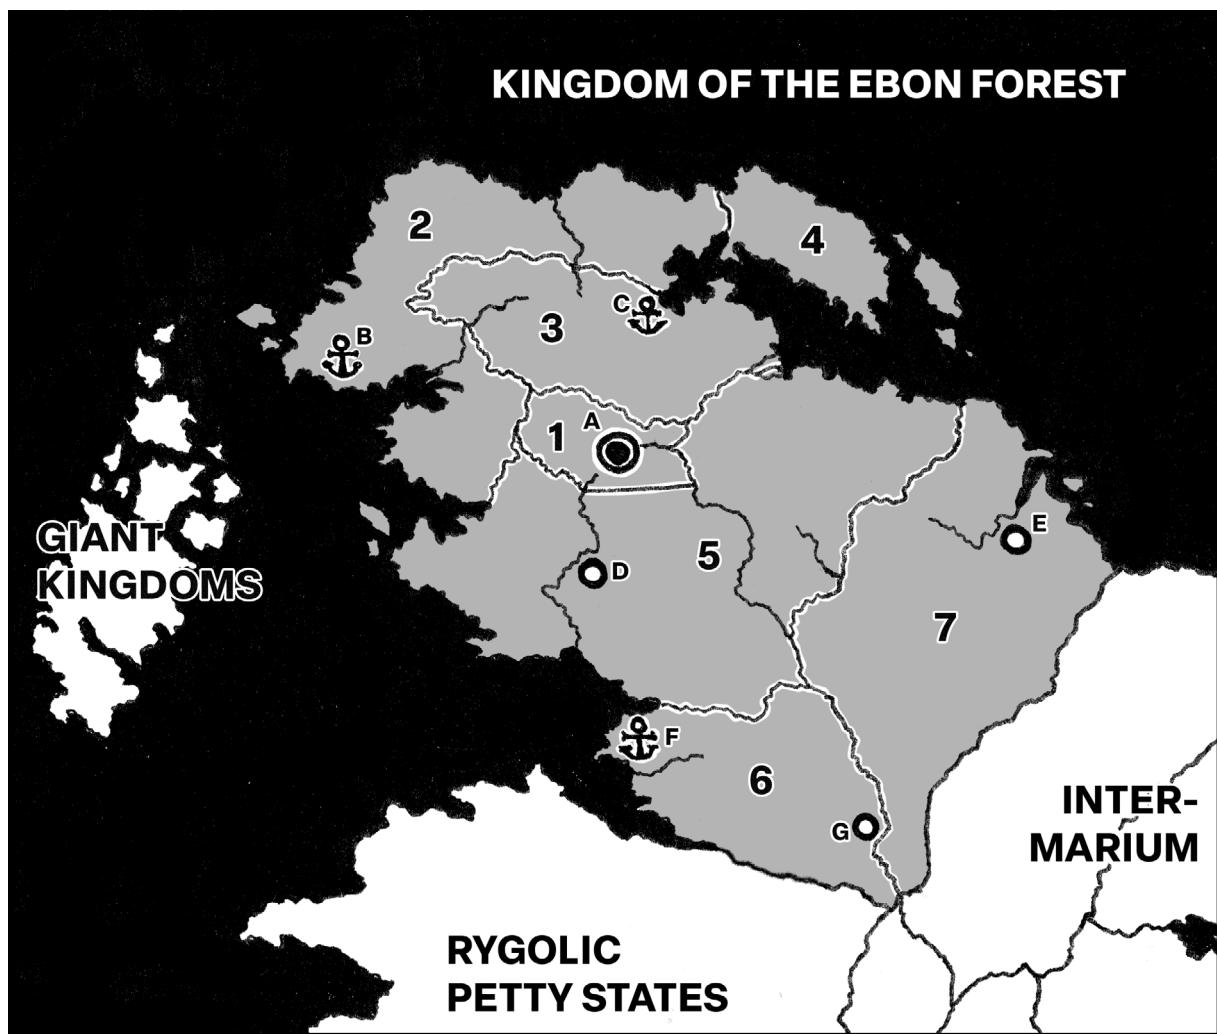 KINGDOM OF THE EBON FOREST
2
4
C
3
B
A
1
E
5
D
GIANT
KINGDOMS
7
F
6
INTER-
MARIUM
G
RYGOLIC
PETTY STATES